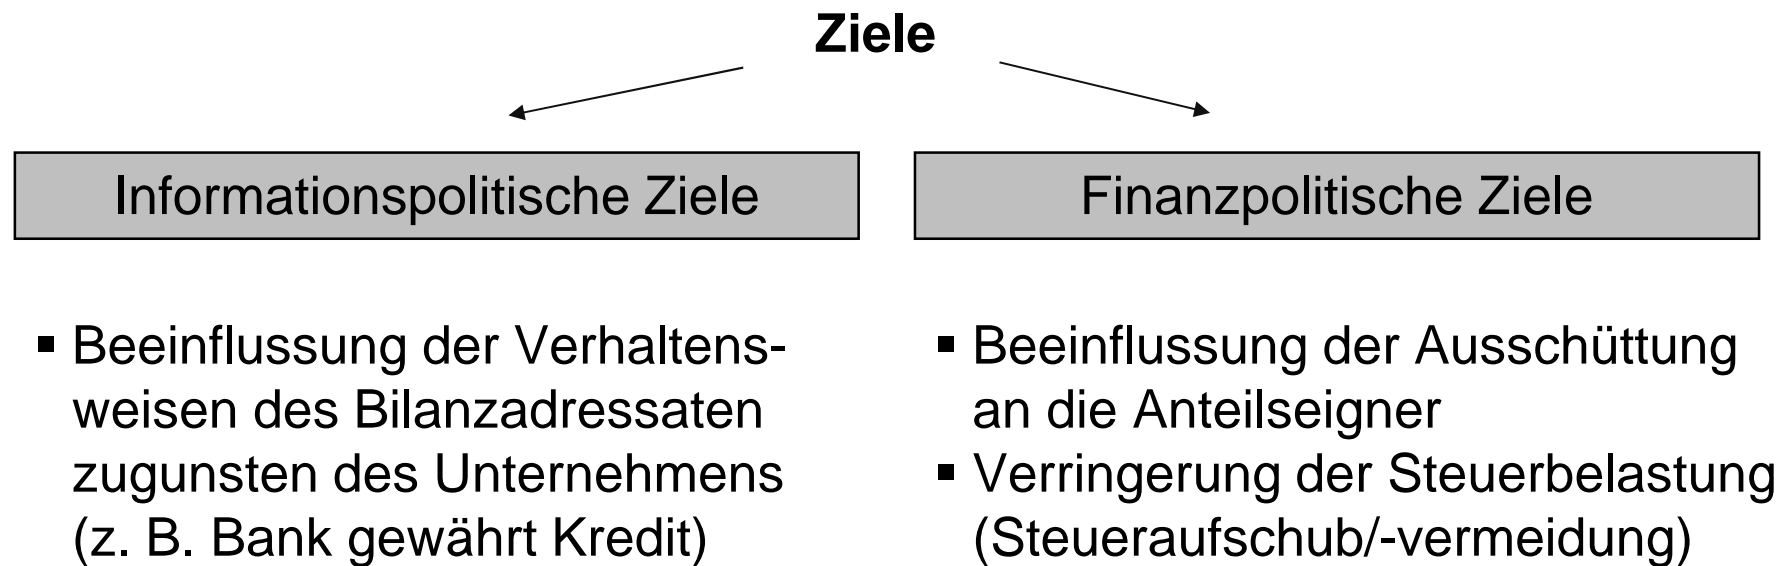 Ziele
Informationspolitische Ziele
Finanzpolitische Ziele
▪ Beeinflussung der Verhaltens-
weisen des Bilanzadressaten
zugunsten des Unternehmens
(z. B. Bank gewährt Kredit)
▪ Beeinflussung der Ausschüttung
an die Anteilseigner
▪ Verringerung der Steuerbelastung
(Steueraufschub/-vermeidung)